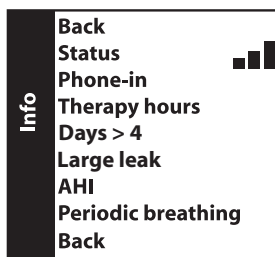 Info
Back
Status
Phone-in
Therapy hours
Days > 4
Large leak
AHI
Periodic breathing
Back